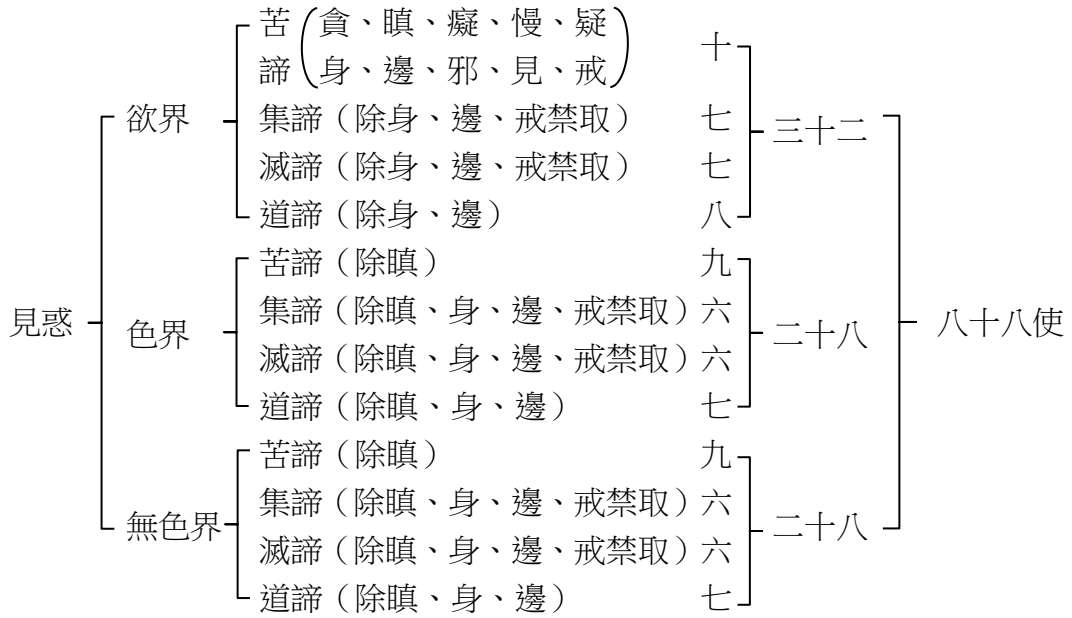 苦（貪、瞋、癡、慢、疑 十
諦 身、邊、邪、見、戒）
欲界 集諦（除身、邊、戒禁取） 七 三十二
滅諦（除身、邊、戒禁取） 七
道諦（除身、邊） 八
苦諦（除瞋） 九
集諦（除瞋、身、邊、戒禁取）六
見惑 色界 二十八 八十八使
滅諦（除瞋、身、邊、戒禁取）六
道諦（除瞋、身、邊） 七
苦諦（除瞋） 九
集諦（除瞋、身、邊、戒禁取）六
無色界 二十八
滅諦（除瞋、身、邊、戒禁取）六
道諦（除瞋、身、邊） 七